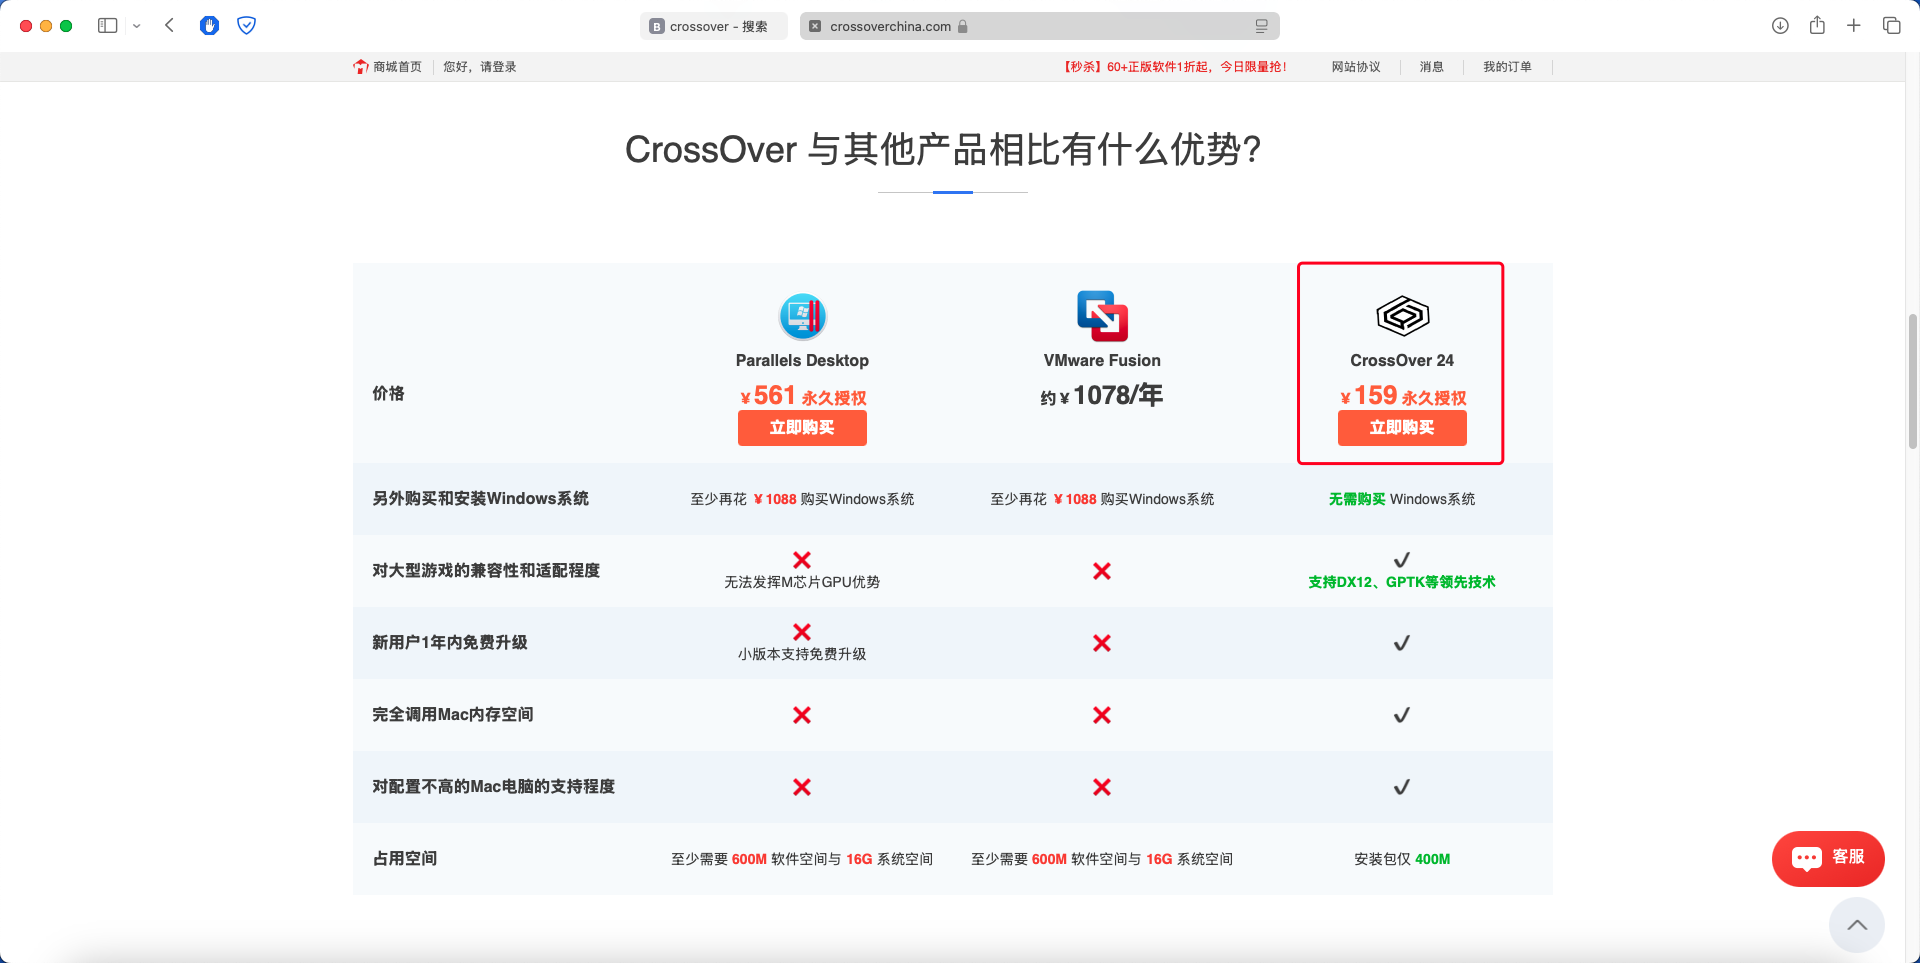 B crossover - 搜索
crossoverchina.com
商城首页
您好，请登录
【秒杀】60+正版软件1折起，今日限量抢！
网站协议
消息
我的订单
CrossOver 与其他产品相比有什么优势?
Parallels Desktop
VMware Fusion
CrossOver 24
价格
¥561 永久授权
约¥1078/年
¥159 永久授权
立即购买
立即购买
另外购买和安装Windows系统
至少再花 ¥1088 购买Windows系统
至少再花 ¥1088 购买Windows系统
无需购买 Windows系统
对大型游戏的兼容性和适配程度
无法发挥M芯片GPU优势
支持DX12、GPTK等领先技术
新用户1年内免费升级
小版本支持免费升级
完全调用Mac内存空间
对配置不高的Mac电脑的支持程度
占用空间
至少需要 600M 软件空间与 16G 系统空间
至少需要 600M 软件空间与 16G 系统空间
安装包仅 400M
客服